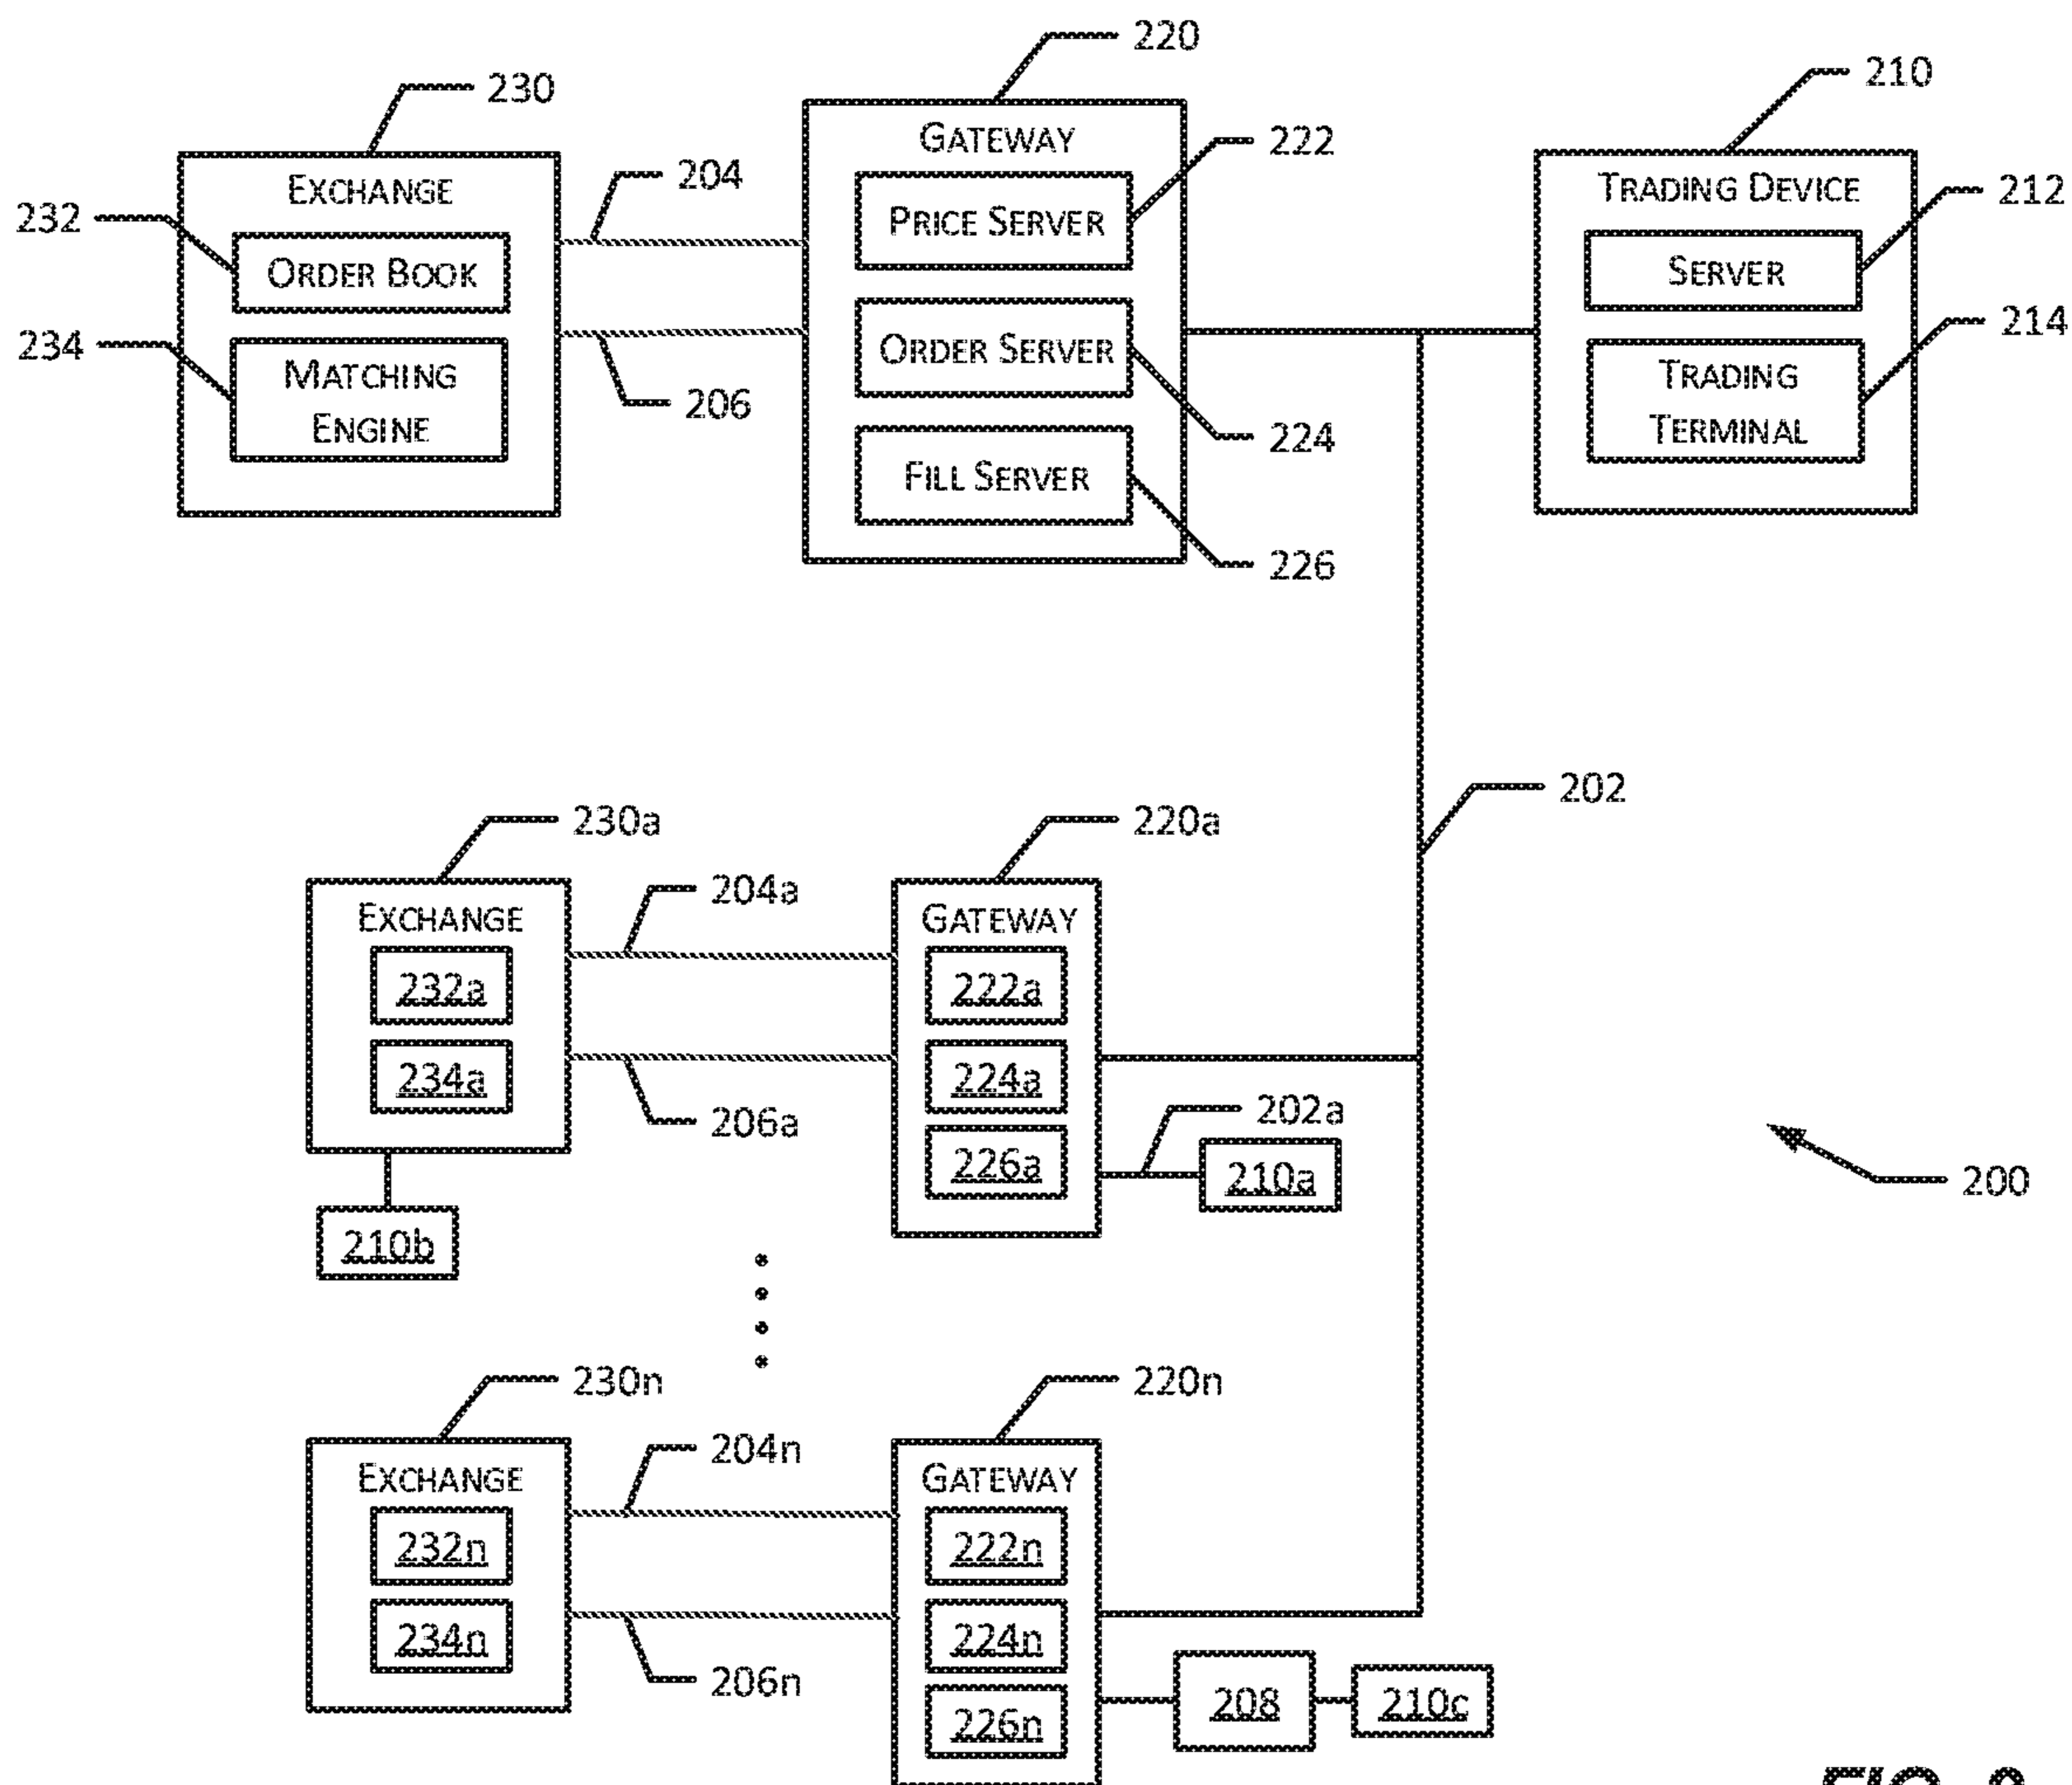 220
230
210
GATEWAY
222
204
EXCHANGE
TRADING DEVICE
212
232
PRICE SERVER
ORDER BOOK
SERVER
234
ORDER SERVER
214
MATCHING
ENGINE
TRADING
TERMINAL
206
224
FILL SERVER
226
202
230a
220a
204a
EXCHANGE
GATEWAY
232a
222a
234a
224a
206a
202a
226a
210a
200
210b
230n
220n
204n
EXCHANGE
GATEWAY
232n
222n
234n
224n
206n
226n
208
210c